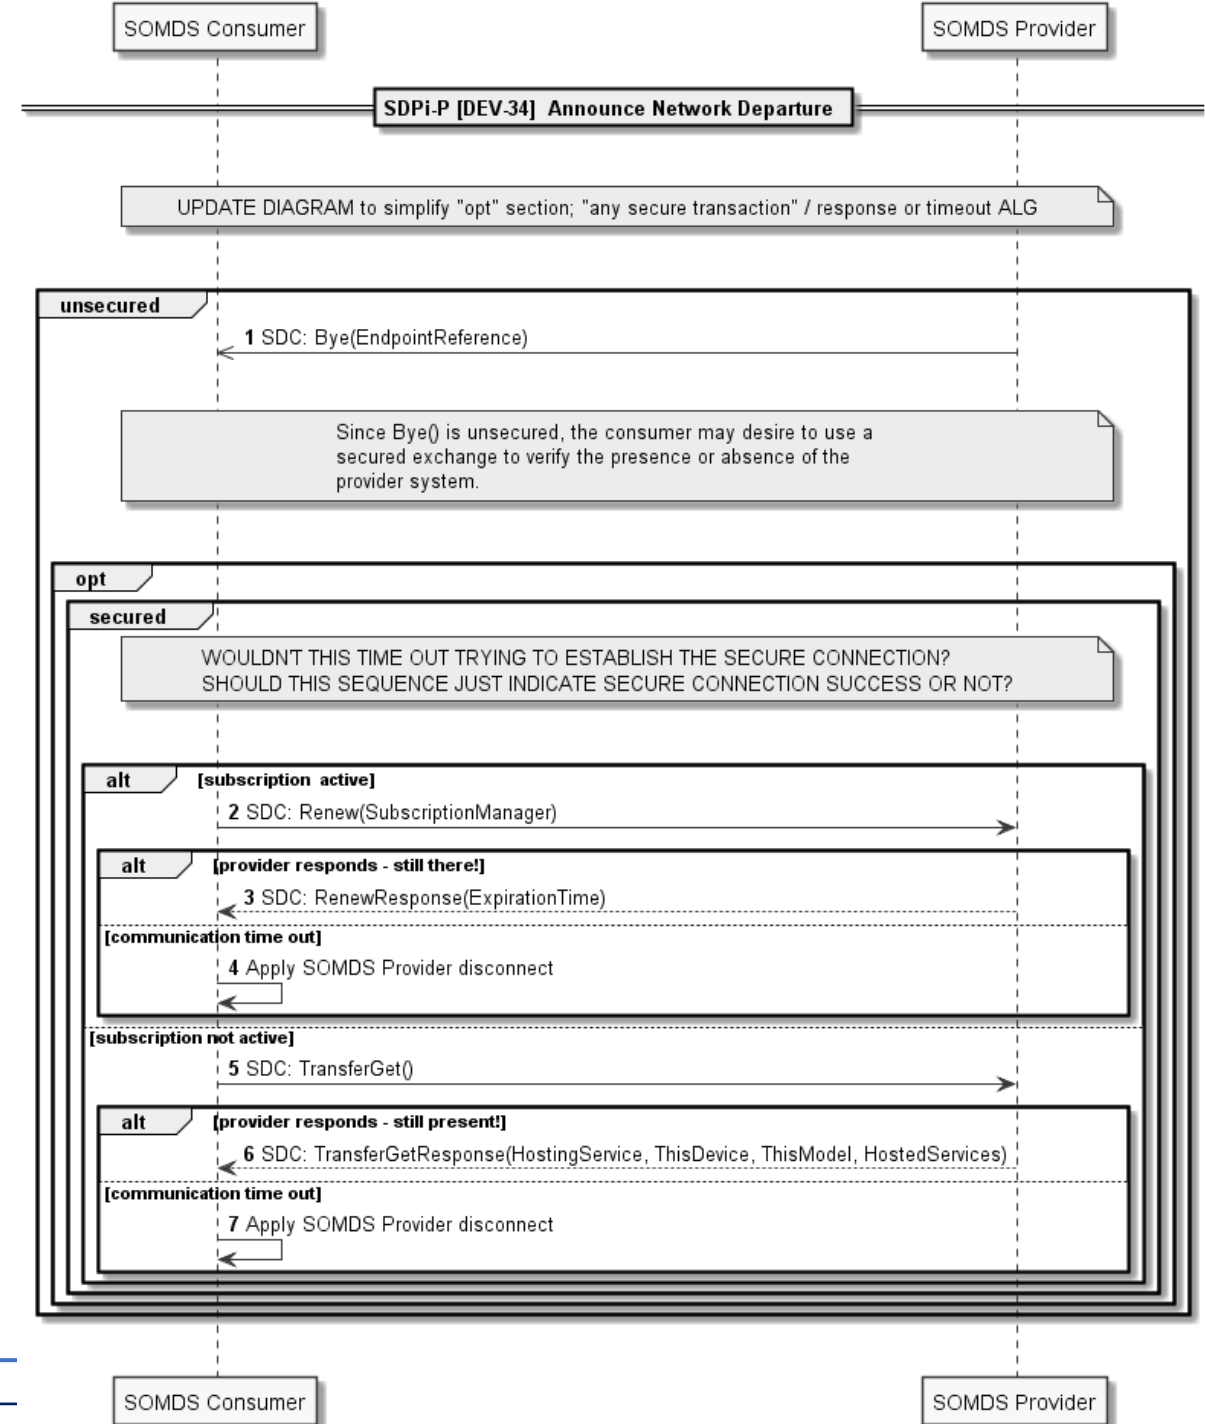 SOMDS Consumer SOMDS Provider
SDPi-P [DEV-34]  Announce Network Departure
UPDATE DIAGRAM to simplify "opt" section; "any secure transaction" / response or timeout ALG
unsecured
1 SDC: Bye(EndpointReference)
Since Bye() is unsecured, the consumer may desire to use a
secured exchange to verify the presence or absence of the
provider system.
opt
secured
WOULDN'T THIS TIME OUT TRYING TO ESTABLISH THE SECURE CONNECTION?
SHOULD THIS SEQUENCE JUST INDICATE SECURE CONNECTION SUCCESS OR NOT?
alt [subscription  active]
2 SDC: Renew(SubscriptionManager)
alt [provider responds - still there!]
3 SDC: RenewResponse(ExpirationTime)
[communication time out]
4 Apply SOMDS Provider disconnect
[subscription not active]
5 SDC: TransferGet()
alt [provider responds - still present!]
6 SDC: TransferGetResponse(HostingService, ThisDevice, ThisModel, HostedServices)
[communication time out]
7 Apply SOMDS Provider disconnect
SOMDS Consumer SOMDS Provider